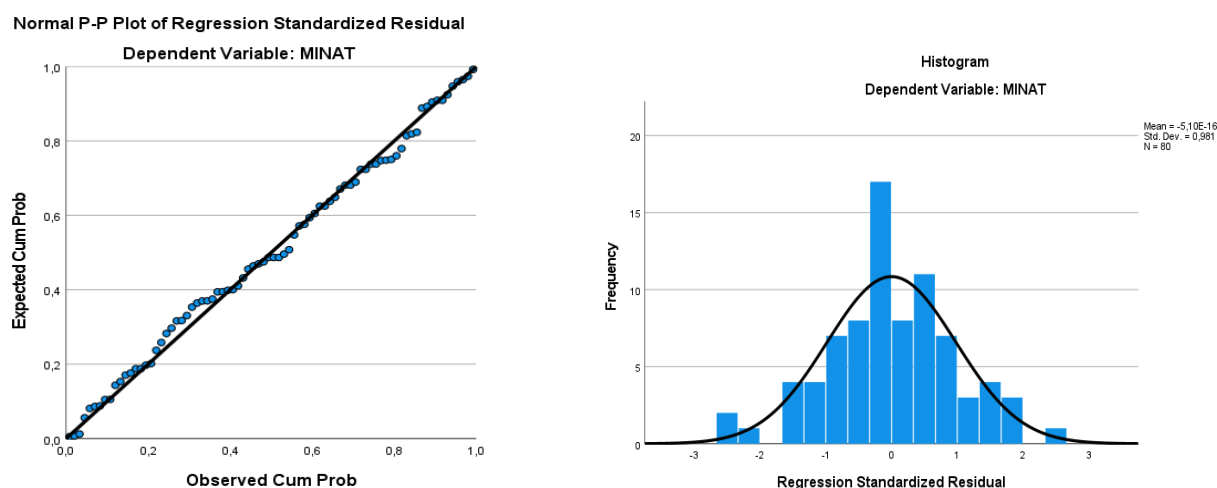 Normal P-P Plot of Regression Standardized Residual
Dependent Variable: MINAT
1,0
0,8
0,6
0,4
0,2
0,0
Expected Cum Prob
0,0 0,2 0,4 0,6 0,8 1,0
Observed Cum Prob
Histogram
Dependent Variable: MINAT
Mean = -5,10E-16
Std. Dev. = 0,981
N = 80
20
15
10
5
0
Frequency
-3 -2 -1 0 1 2 3
Regression Standardized Residual